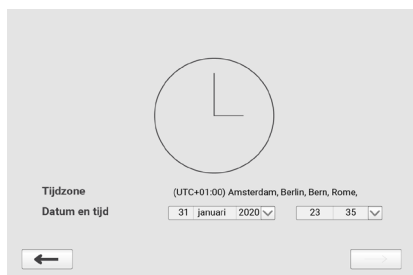 Tijdzone (UTC+01:00) Amsterdam, Berlin, Bern, Rome,
Datum en tijd 31 januari 2020 23 35